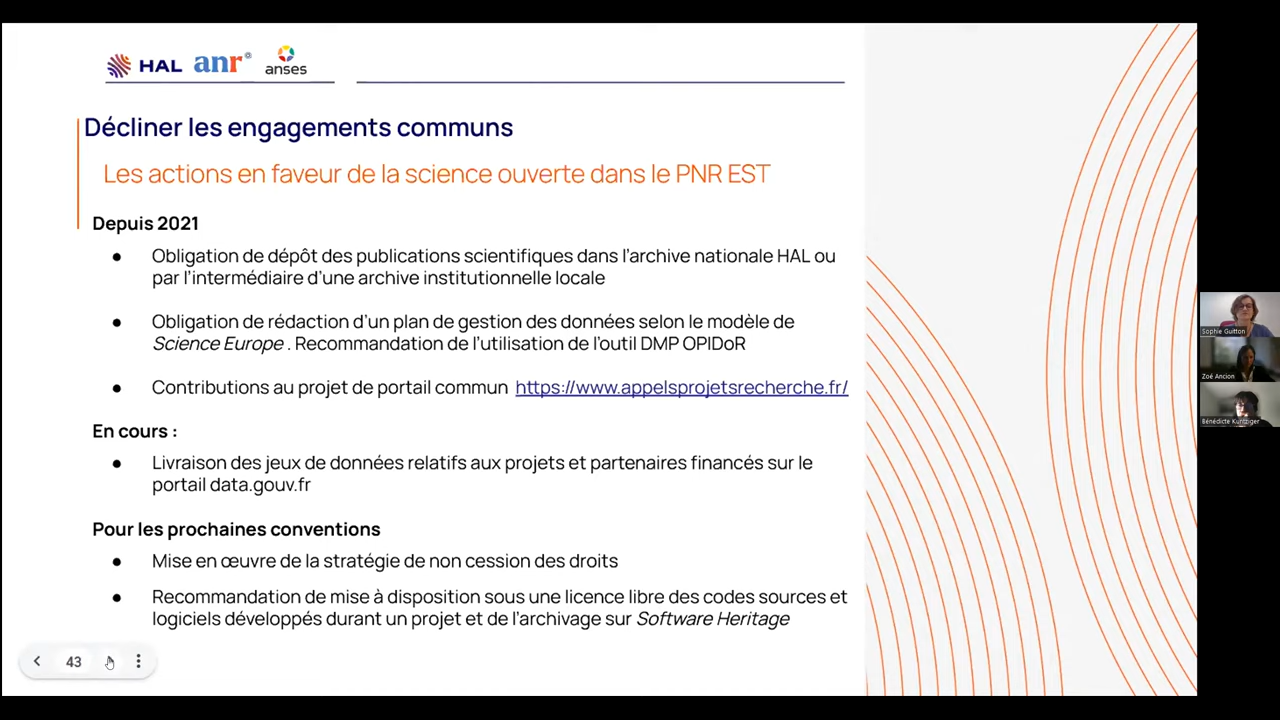 HAL anr anses
Décliner les engagements communs
Les actions en faveur de la science ouverte dans le PNR EST
Depuis 2021
● Obligation de dépôt des publications scientifiques dans l'archive nationale HAL ou
par l'intermédiaire d'une archive institutionnelle locale
● Obligation de rédaction d'un plan de gestion des données selon le modèle de
Science Europe . Recommandation de l'utilisation de l'outil DMP OPIDoR
● Contributions au projet de portail commun https://www.appelsprojetsrecherche.fr/
En cours :
● Livraison des jeux de données relatifs aux projets et partenaires financés sur le
portail data.gouv.fr
Pour les prochaines conventions
● Mise en œuvre de la stratégie de non cession des droits
● Recommandation de mise à disposition sous une licence libre des codes sources et
logiciels développés durant un projet et de l'archivage sur Software Heritage
43
Sophie Guitton
Zoé Ancion
Bénédicte Kuntziger